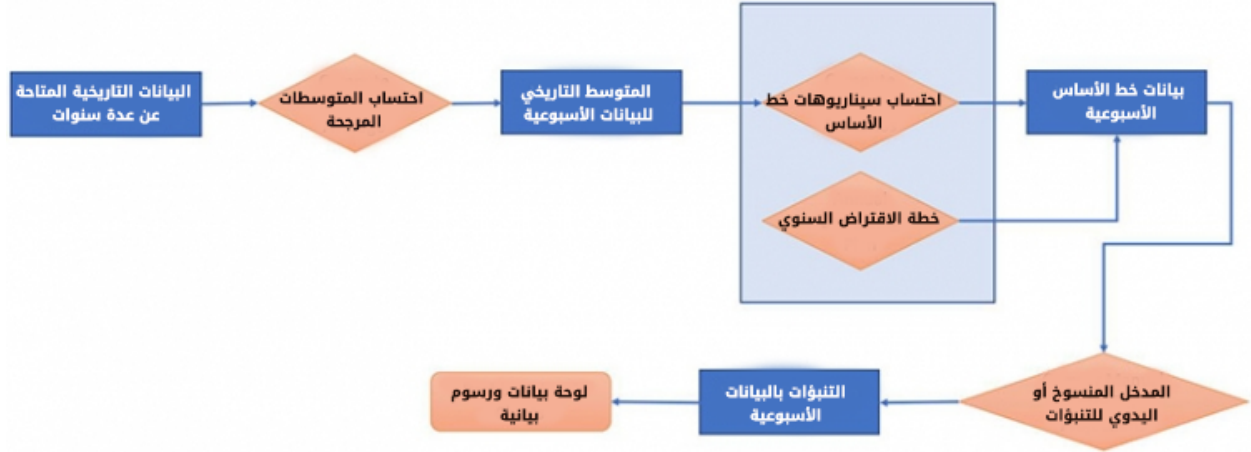 البيانات التاريخية المتاحة
عن عدة سنوات
احتساب المتوسطات
المرجحة
المتوسط التاريخي
للبيانات الأسبوعية
احتساب سيناريوهات خط
الأساس
بيانات خط الأساس
الأسبوعية
خطة الاقتراض السنوي
المدخل المنسوخ أو
اليدوي للتنبؤات
التنبؤات بالبيانات
الأسبوعية
لوحة بيانات ورسوم
بيانية